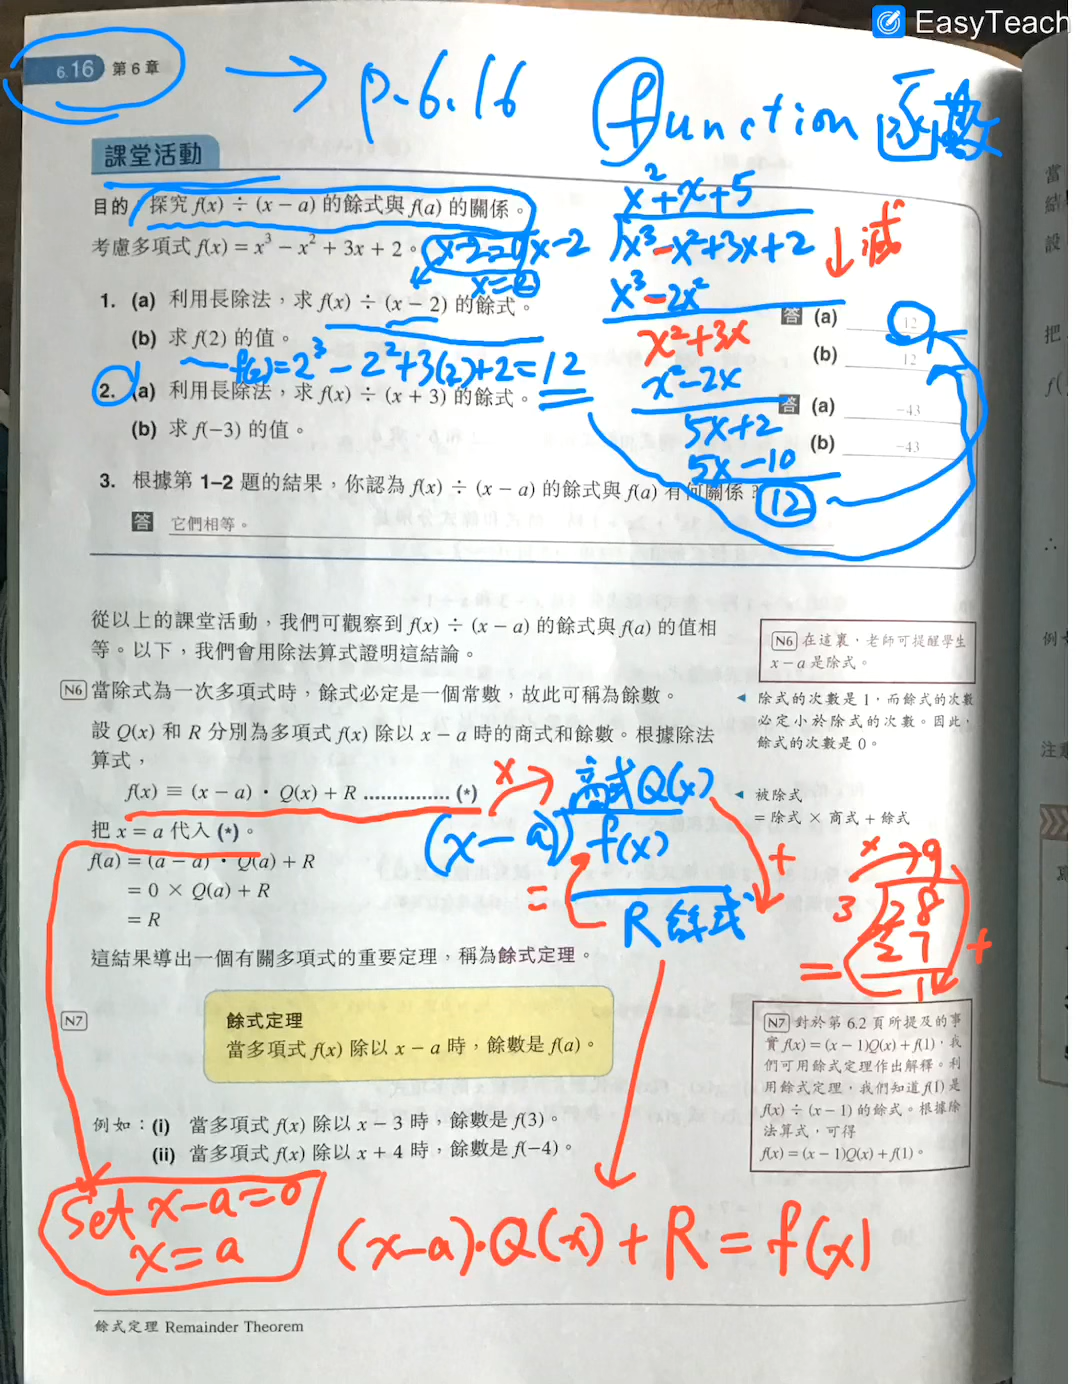 EasyTeach
6.16 第6章
→ p.6.16
function 函數
課堂活動
目的：探究 f(x) ÷ (x − a) 的餘式與 f(a) 的關係。
考慮多項式 f(x) = x³ − x² + 3x + 2。
x-2=0
x=2
x²+x+5
x-2 x³-x²+3x+2
x³-2x²
x²+3x
x²-2x
5x+2
5x-10
12
減
1. (a) 利用長除法，求 f(x) ÷ (x − 2) 的餘式。
答 (a) 12
(b) 求 f(2) 的值。
(b) 12
f(2)=2³-2²+3(2)+2=12
2. (a) 利用長除法，求 f(x) ÷ (x + 3) 的餘式。
答 (a) −43
(b) 求 f(−3) 的值。
(b) −43
3. 根據第 1–2 題的結果，你認為 f(x) ÷ (x − a) 的餘式與 f(a) 有何關係？
答 它們相等。
從以上的課堂活動，我們可觀察到 f(x) ÷ (x − a) 的餘式與 f(a) 的值相
等。以下，我們會用除法算式證明這結論。
N6 在這裏，老師可提醒學生
x − a 是除式。
N6 當除式為一次多項式時，餘式必定是一個常數，故此可稱為餘數。
◄ 除式的次數是 1，而餘式的次數
必定小於除式的次數。因此，
餘式的次數是 0。
設 Q(x) 和 R 分別為多項式 f(x) 除以 x − a 時的商式和餘數。根據除法
算式，
f(x) ≡ (x − a) · Q(x) + R ............... (*)
◄ 被除式
= 除式 × 商式 + 餘式
把 x = a 代入 (*)。
f(a) = (a − a) · Q(a) + R
= 0 × Q(a) + R
= R
x
商式Q(x)
(x-a) f(x)
=
R 餘式
+
x
9
3 28
27
1
=
+
這結果導出一個有關多項式的重要定理，稱為餘式定理。
N7
餘式定理
當多項式 f(x) 除以 x − a 時，餘數是 f(a)。
N7 對於第 6.2 頁所提及的事
實 f(x) = (x − 1)Q(x) + f(1)，我
們可用餘式定理作出解釋。利
用餘式定理，我們知道 f(1) 是
f(x) ÷ (x − 1) 的餘式。根據除
法算式，可得
f(x) = (x − 1)Q(x) + f(1)。
例如：(i) 當多項式 f(x) 除以 x − 3 時，餘數是 f(3)。
(ii) 當多項式 f(x) 除以 x + 4 時，餘數是 f(−4)。
Set x-a=0
x=a
(x-a)·Q(x)+R=f(x)
餘式定理 Remainder Theorem